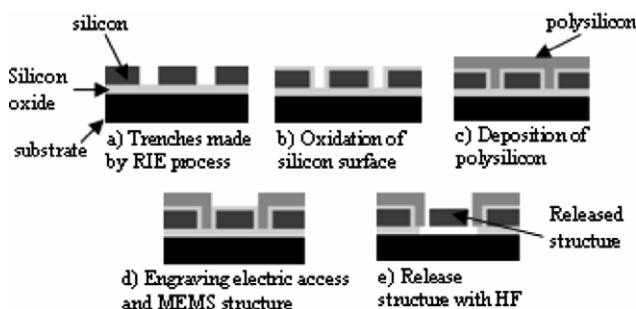 silicon
polysilicon
Silicon
oxide
substrate
a) Trenches made
by RIE process
b) Oxidation of
silicon surface
c) Deposition of
polysilicon
Released
structure
d) Engraving electric access
and MEMS structure
e) Release
structure with HF